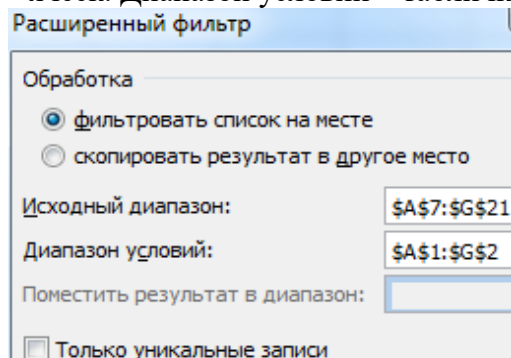 Расширенный фильтр
Обработка
фильтровать список на месте
скопировать результат в другое место
Исходный диапазон: $A$7:$G$21
Диапазон условий: $A$1:$G$2
Поместить результат в диапазон:
Только уникальные записи